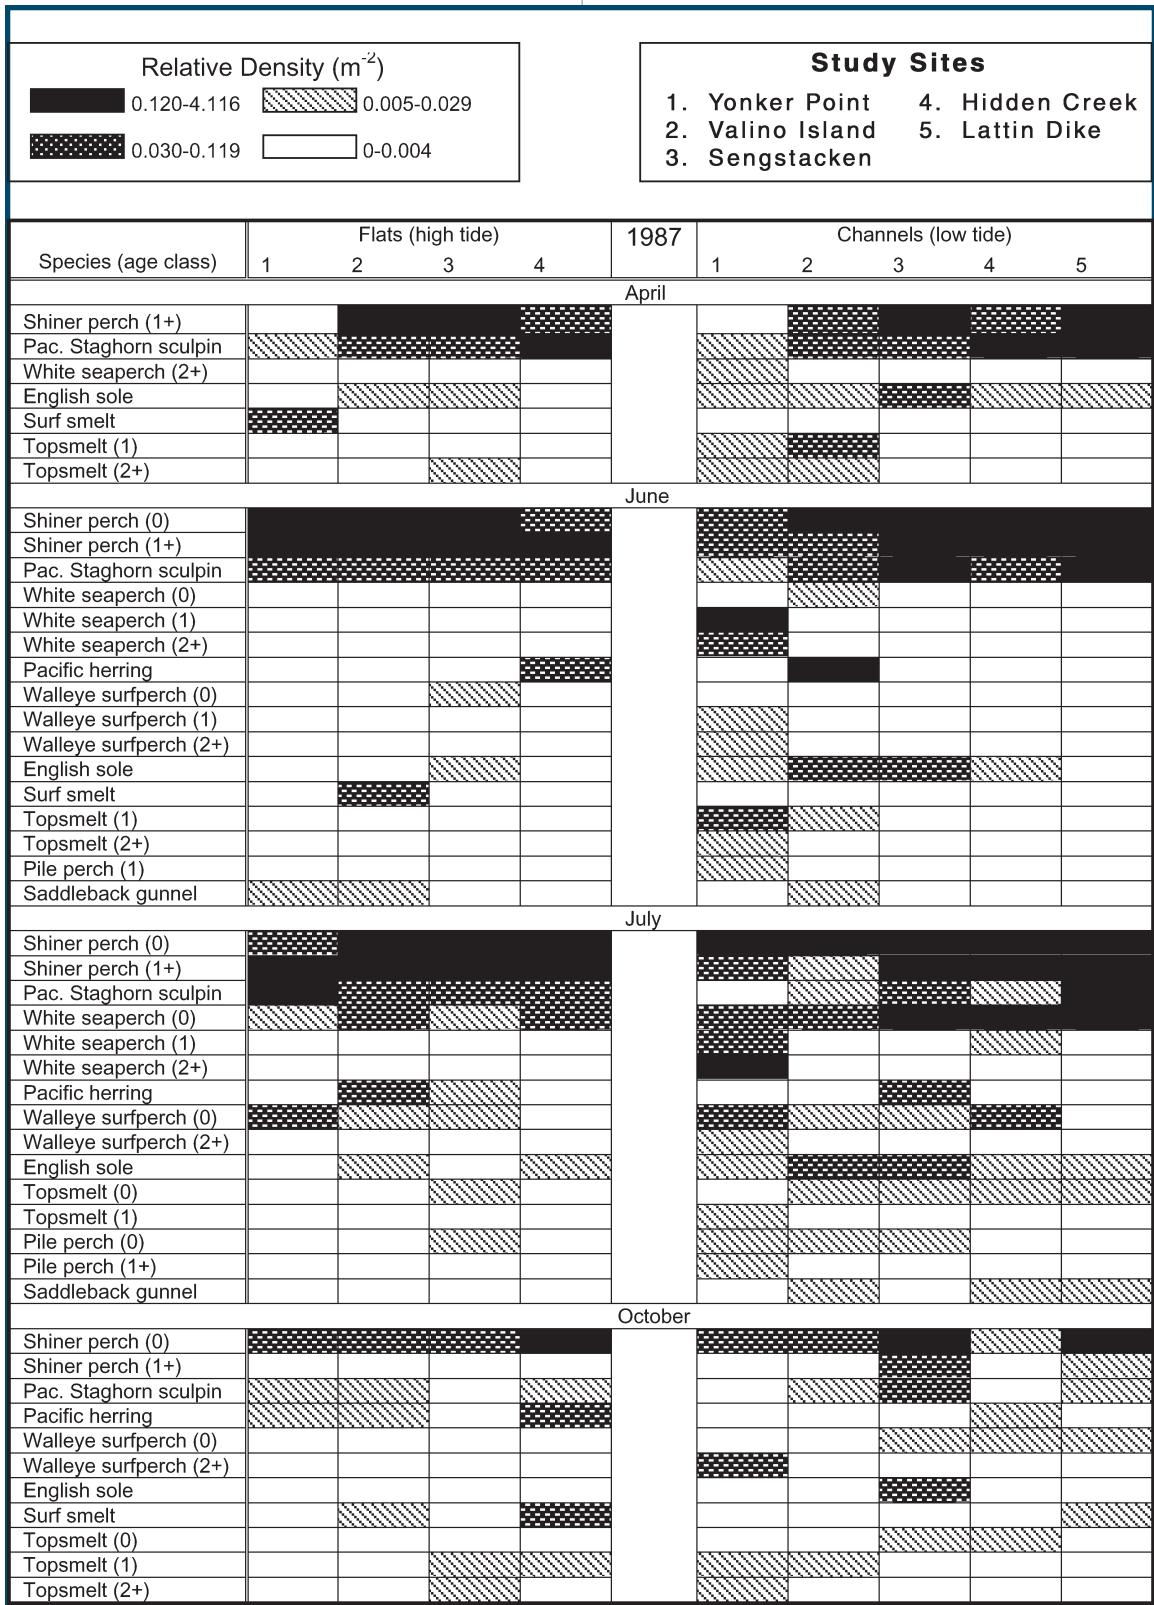 Relative Density (m-2)
0.120-4.116 0.005-0.029
0.030-0.119 0-0.004
Study Sites
1. Yonker Point 4. Hidden Creek
2. Valino Island 5. Lattin Dike
3. Sengstacken
Flats (high tide) 1987 Channels (low tide)
Species (age class) 1 2 3 4 1 2 3 4 5
April
Shiner perch (1+)
Pac. Staghorn sculpin
White seaperch (2+)
English sole
Surf smelt
Topsmelt (1)
Topsmelt (2+)
June
Shiner perch (0)
Shiner perch (1+)
Pac. Staghorn sculpin
White seaperch (0)
White seaperch (1)
White seaperch (2+)
Pacific herring
Walleye surfperch (0)
Walleye surfperch (1)
Walleye surfperch (2+)
English sole
Surf smelt
Topsmelt (1)
Topsmelt (2+)
Pile perch (1)
Saddleback gunnel
July
Shiner perch (0)
Shiner perch (1+)
Pac. Staghorn sculpin
White seaperch (0)
White seaperch (1)
White seaperch (2+)
Pacific herring
Walleye surfperch (0)
Walleye surfperch (2+)
English sole
Topsmelt (0)
Topsmelt (1)
Pile perch (0)
Pile perch (1+)
Saddleback gunnel
October
Shiner perch (0)
Shiner perch (1+)
Pac. Staghorn sculpin
Pacific herring
Walleye surfperch (0)
Walleye surfperch (2+)
English sole
Surf smelt
Topsmelt (0)
Topsmelt (1)
Topsmelt (2+)